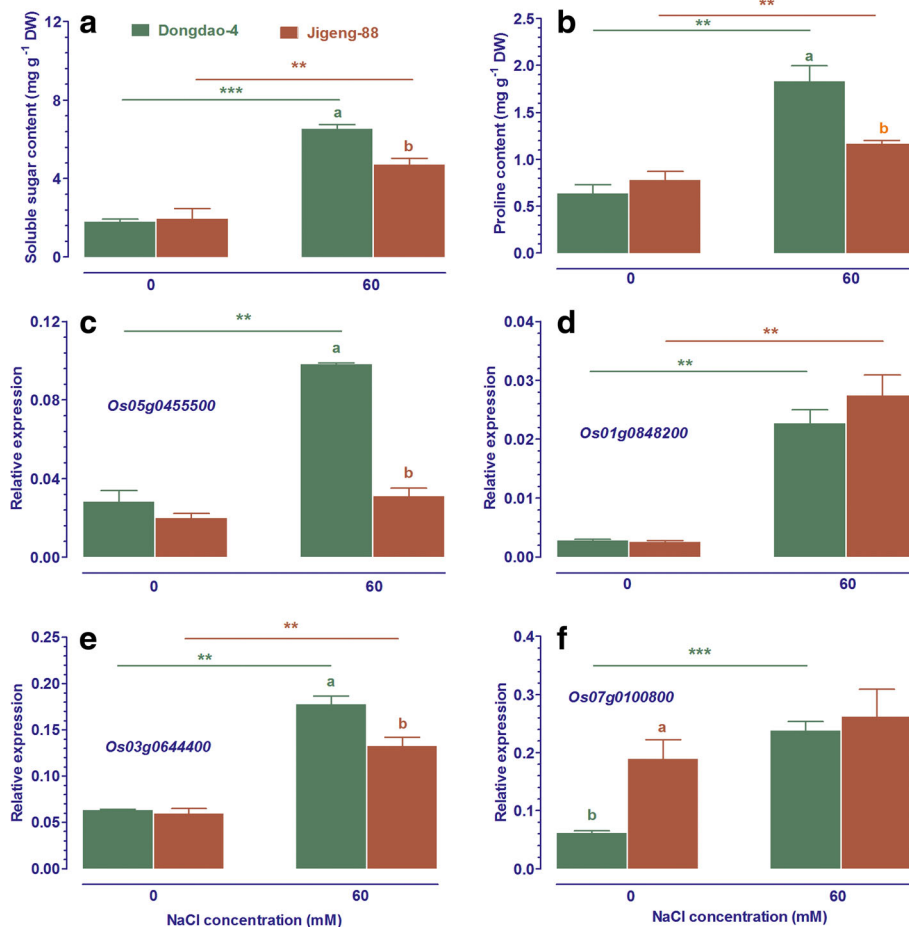 a
Dongdao-4 Jigeng-88
** 
***
a
b
Soluble sugar content (mg g⁻¹ DW)
12
9
6
4
0
0 60
b
**
**
a
b
Proline content (mg g⁻¹ DW)
2.5
2.0
1.5
1.0
0.5
0.0
0 60
c
**
a
b
Os05g0455500
Relative expression
0.12
0.08
0.04
0.00
0 60
d
**
**
Os01g0848200
Relative expression
0.04
0.03
0.02
0.01
0.00
0 60
e
**
**
a
b
Os03g0644400
Relative expression
0.25
0.20
0.15
0.10
0.05
0.00
0 60
NaCl concentration (mM)
f
***
Os07g0100800
a
b
Relative expression
0.4
0.3
0.2
0.1
0.0
0 60
NaCl concentration (mM)